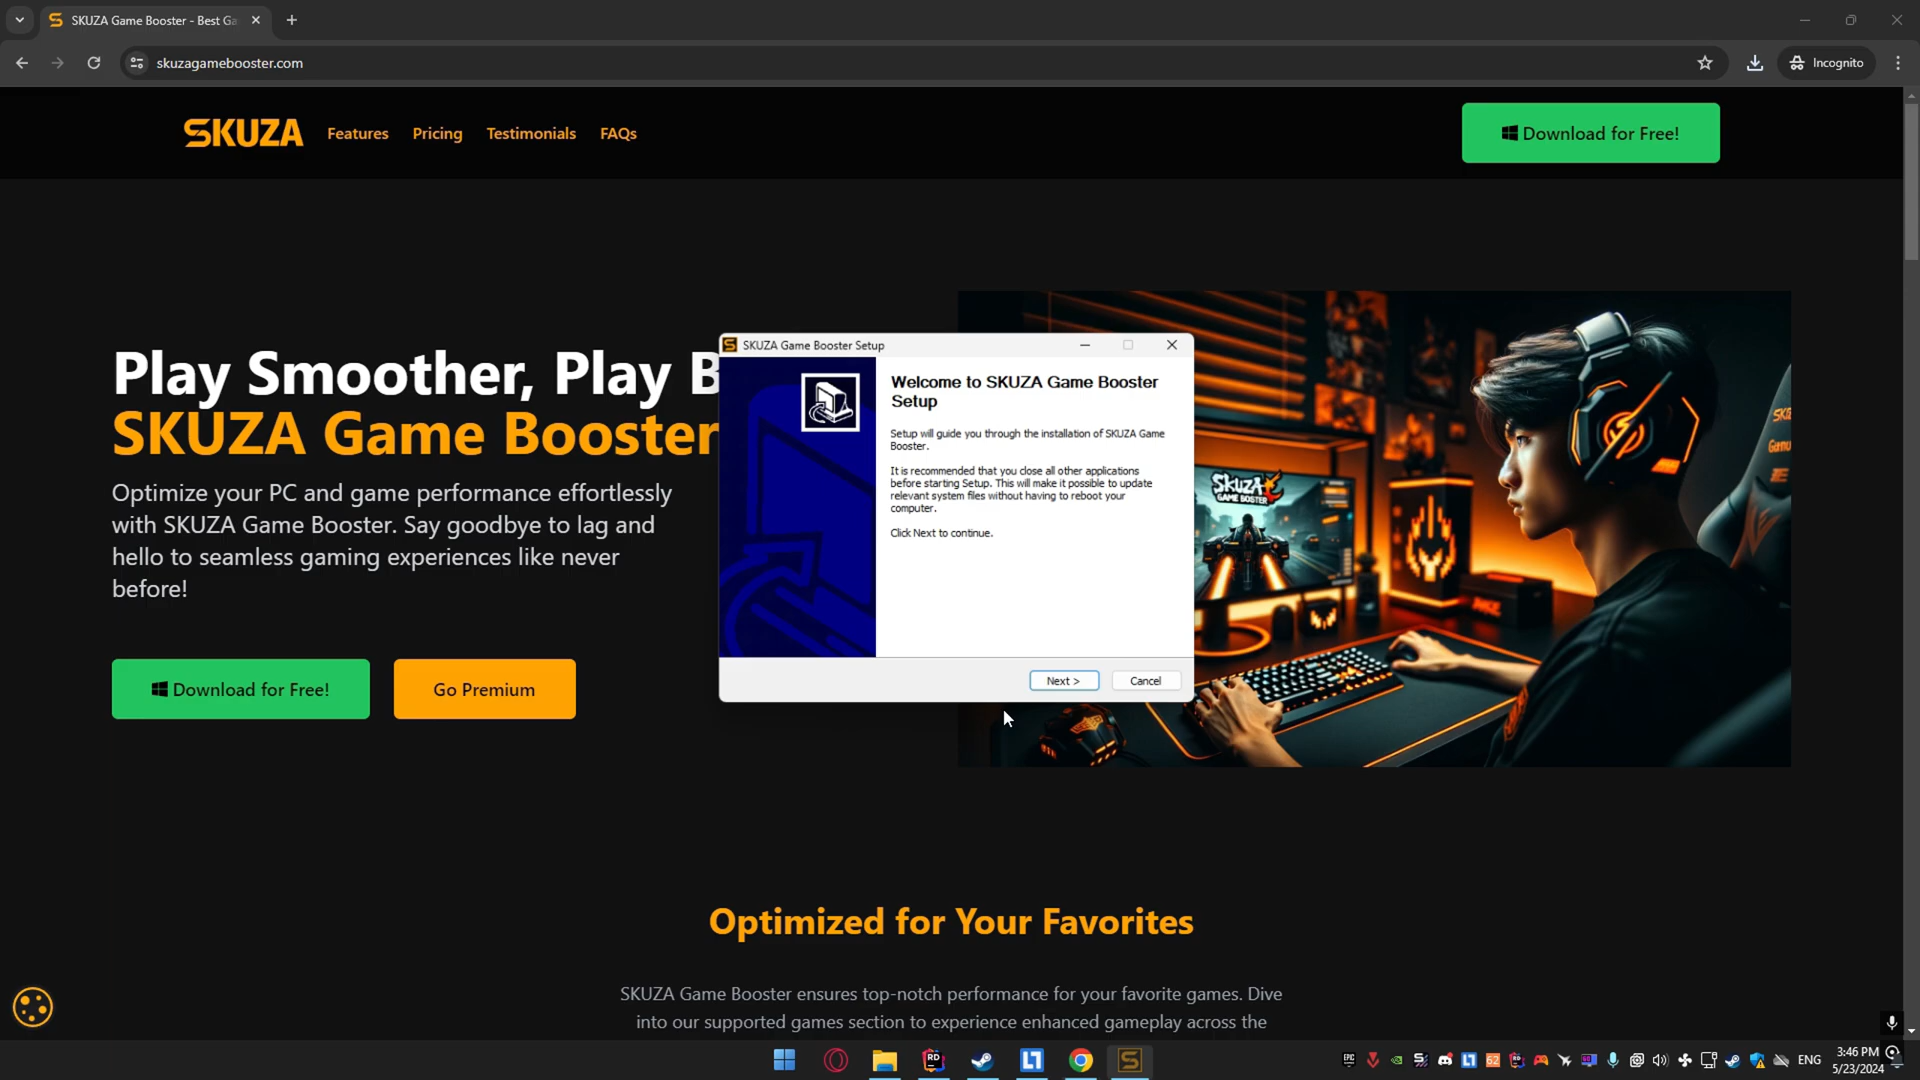 SKUZA Game Booster - Best Ga
skuzagamebooster.com
Incognito
SKUZA
Features
Pricing
Testimonials
FAQs
Download for Free!
Play Smoother, Play B
SKUZA Game Booster
Optimize your PC and game performance effortlessly
with SKUZA Game Booster. Say goodbye to lag and
hello to seamless gaming experiences like never
before!
Download for Free!
Go Premium
SKUZA Game Booster Setup
Welcome to SKUZA Game Booster
Setup
Setup will guide you through the installation of SKUZA Game
Booster.
It is recommended that you close all other applications
before starting Setup. This will make it possible to update
relevant system files without having to reboot your
computer.
Click Next to continue.
Next >
Cancel
SKUZA
GAME BOOSTER
Optimized for Your Favorites
SKUZA Game Booster ensures top-notch performance for your favorite games. Dive
into our supported games section to experience enhanced gameplay across the
RD
EPIC
62
ENG
3:46 PM
5/23/2024